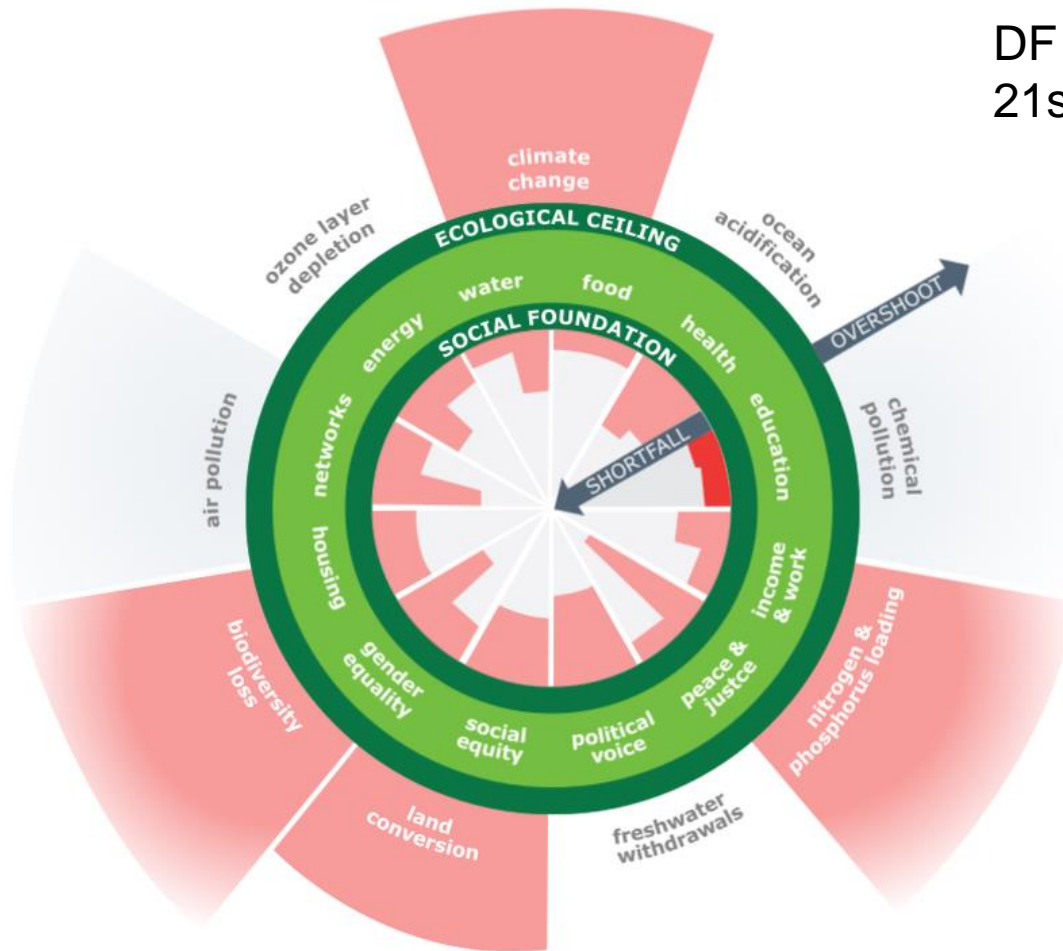 DF
21s
climate
change
ozone layer
depletion
ocean
acidification
ECOLOGICAL CEILING
OVERSHOOT
water
food
energy
health
SOCIAL FOUNDATION
networks
education
SHORTFALL
air pollution
chemical
pollution
housing
income
& work
biodiversity
loss
gender
equality
peace &
justce
nitrogen &
phosphorus loading
social
equity
political
voice
land
conversion
freshwater
withdrawals